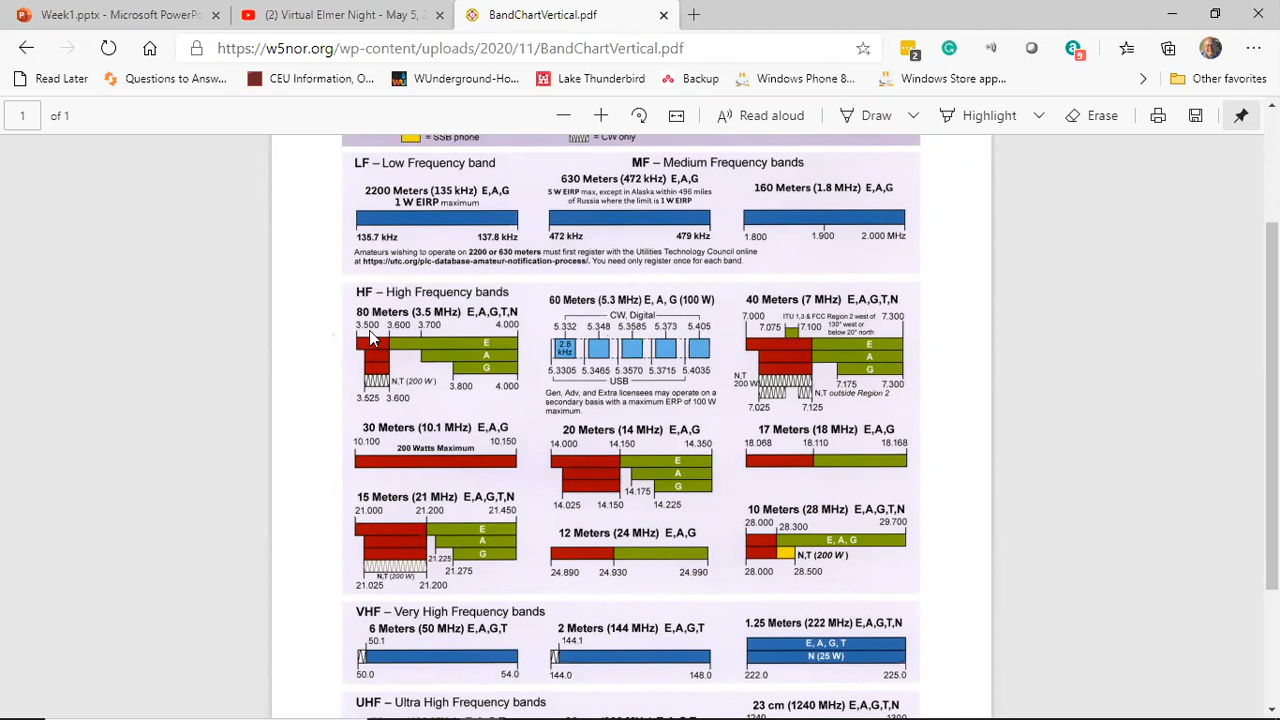 Week1.pptx - Microsoft PowerPo
(2) Virtual Elmer Night - May 5, 2
BandChartVertical.pdf
https://w5nor.org/wp-content/uploads/2020/11/BandChartVertical.pdf
2
9
Read Later
Questions to Answ...
CEU Information, O...
WUnderground-Ho...
Lake Thunderbird
Backup
Windows Phone 8...
Windows Store app...
Other favorites
1 of 1
Read aloud
Draw
Highlight
Erase
= SSB phone
= CW only
LF – Low Frequency band
MF – Medium Frequency bands
2200 Meters (135 kHz) E,A,G
1 W EIRP maximum
135.7 kHz 137.8 kHz
630 Meters (472 kHz) E,A,G
5 W EIRP max, except in Alaska within 496 miles
of Russia where the limit is 1 W EIRP
472 kHz 479 kHz
160 Meters (1.8 MHz) E,A,G
1.800 1.900 2.000 MHz
Amateurs wishing to operate on 2200 or 630 meters must first register with the Utilities Technology Council online
at https://utc.org/plc-database-amateur-notification-process/. You need only register once for each band.
HF – High Frequency bands
80 Meters (3.5 MHz) E,A,G,T,N
3.500 3.600 3.700 4.000
E
A
G
N,T (200 W)
3.800 4.000
3.525 3.600
60 Meters (5.3 MHz) E, A, G (100 W)
CW, Digital
5.332 5.348 5.3585 5.373 5.405
2.8
kHz
5.3305 5.3465 5.3570 5.3715 5.4035
USB
Gen, Adv, and Extra licensees may operate on a
secondary basis with a maximum ERP of 100 W
maximum.
40 Meters (7 MHz) E,A,G,T,N
7.000 ITU 1,3 & FCC Region 2 west of 7.300
7.075 7.100 130° west or
below 20° north
E
A
G
N,T
200 W
7.175 7.300
N,T outside Region 2
7.025 7.125
30 Meters (10.1 MHz) E,A,G
10.100 10.150
200 Watts Maximum
20 Meters (14 MHz) E,A,G
14.000 14.150 14.350
E
A
G
14.175
14.025 14.150 14.225
17 Meters (18 MHz) E,A,G
18.068 18.110 18.168
15 Meters (21 MHz) E,A,G,T,N
21.000 21.200 21.450
E
A
G
21.225
N,T (200 W)
21.275
21.025 21.200
12 Meters (24 MHz) E,A,G
24.890 24.930 24.990
10 Meters (28 MHz) E,A,G,T,N
28.000 28.300 29.700
E, A, G
N,T (200 W )
28.000 28.500
VHF – Very High Frequency bands
6 Meters (50 MHz) E,A,G,T
50.1
50.0 54.0
2 Meters (144 MHz) E,A,G,T
144.1
144.0 148.0
1.25 Meters (222 MHz) E,A,G,T,N
E, A, G, T
N (25 W)
222.0 225.0
UHF – Ultra High Frequency bands
23 cm (1240 MHz) E,A,G,T,N